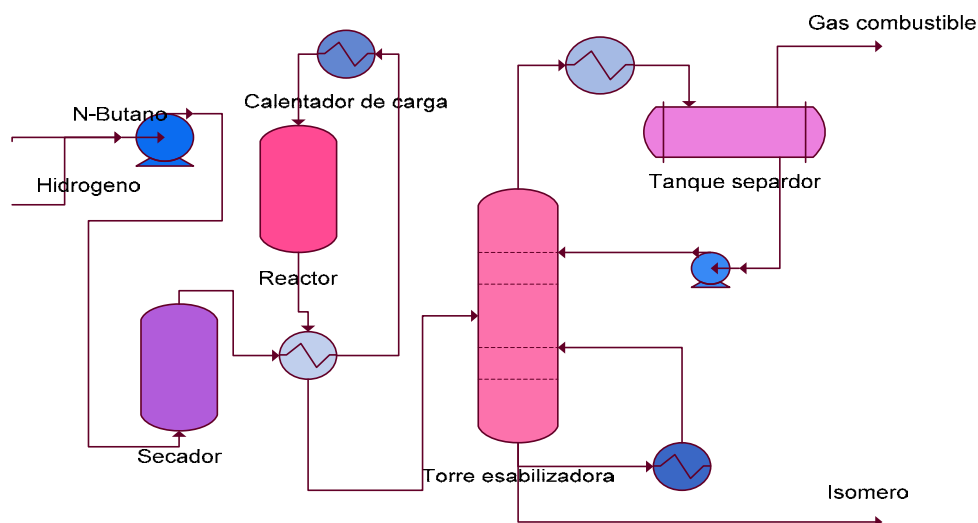 Gas combustible
Calentador de carga
N-Butano
Hidrogeno
Tanque separdor
Reactor
Secador
Torre esabilizadora
Isomero